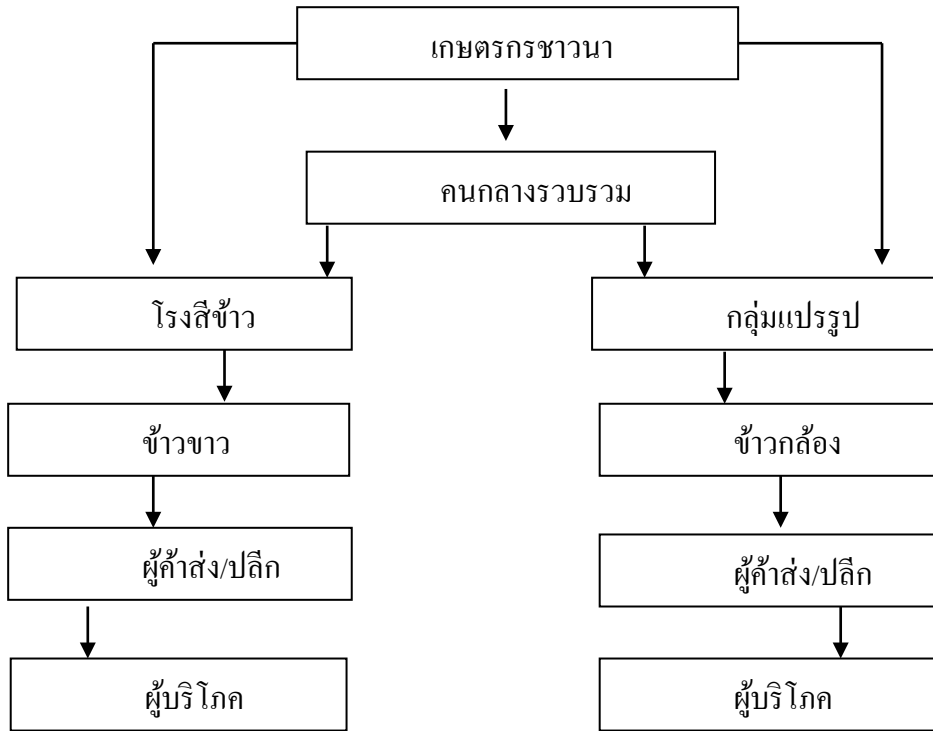 เกษตรกรชาวนา
คนกลางรวบรวม
โรงสีข้าว
กลุ่มแปรรูป
ข้าวขาว
ข้าวกล้อง
ผู้ค้าส่ง/ปลีก
ผู้ค้าส่ง/ปลีก
ผู้บริโภค
ผู้บริโภค